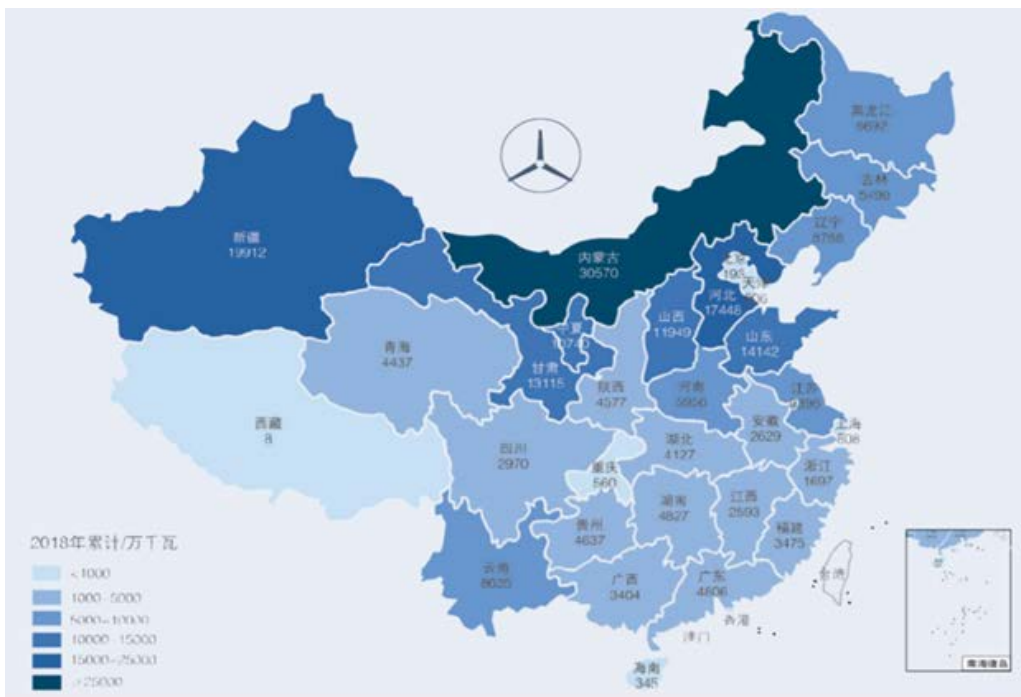 黑龙江
吉林
辽宁
8788
新疆
19912
内蒙古
30570
北京
193
天津
河北
17448
山西
11949
山东
14142
宁夏
青海
4437
甘肃
13115
陕西
4577
河南
江苏
西藏
8
安徽
2629
上海
四川
2970
湖北
4127
重庆
560
浙江
1697
湖南
4827
江西
2593
贵州
4637
福建
3475
云南
广西
3404
广东
4806
台湾
香港
澳门
海南
345
2018年累计/万千瓦
<1000
1000-5000
5000-10000
10000-15000
15000-25000
>25000
南海诸岛